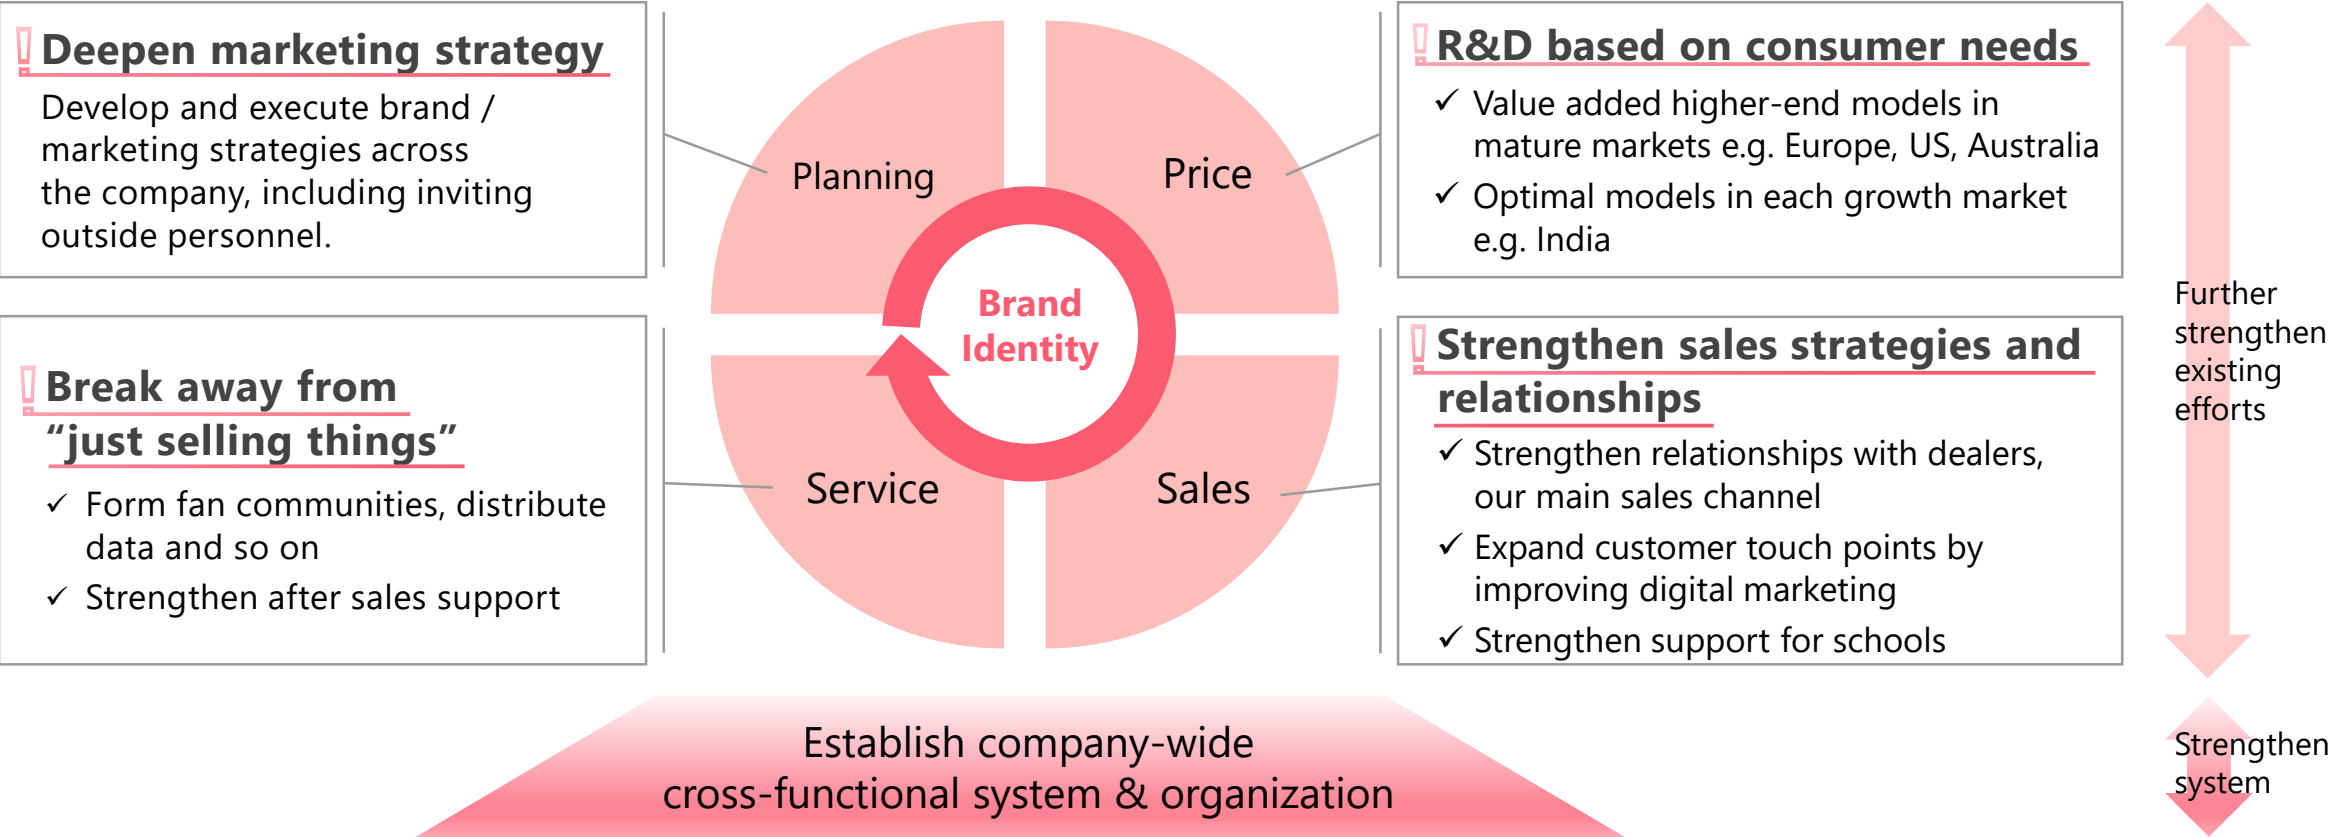 Deepen marketing strategy
Develop and execute brand /
marketing strategies across
the company, including inviting
outside personnel.
Break away from
“just selling things”
✓ Form fan communities, distribute
data and so on
✓ Strengthen after sales support
Planning
Price
Brand
Identity
Service
Sales
R&D based on consumer needs
✓ Value added higher-end models in
mature markets e.g. Europe, US, Australia
✓ Optimal models in each growth market
e.g. India
Strengthen sales strategies and
relationships
✓ Strengthen relationships with dealers,
our main sales channel
✓ Expand customer touch points by
improving digital marketing
✓ Strengthen support for schools
Further
strengthen
existing
efforts
Establish company-wide
cross-functional system & organization
Strengthen
system